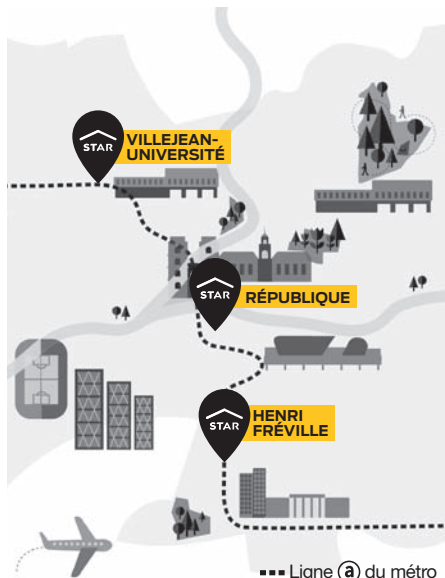 STAR
VILLEJEAN-
UNIVERSITÉ
STAR
RÉPUBLIQUE
STAR
HENRI
FRÉVILLE
Ligne a du métro